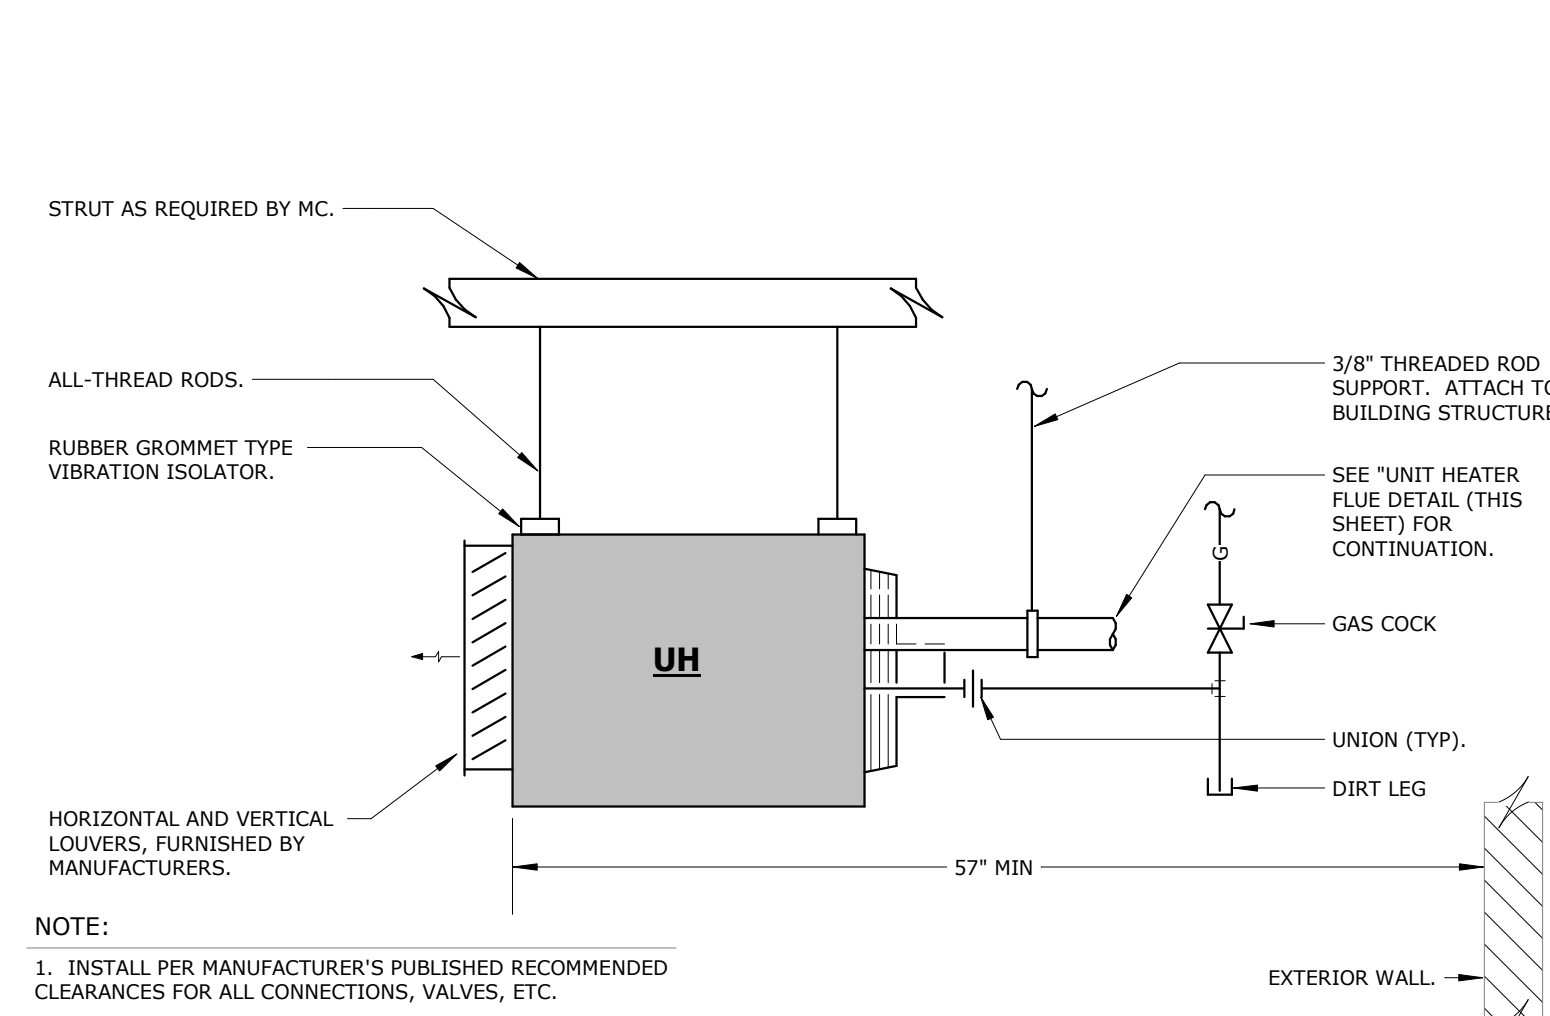 STRUT AS REQUIRED BY MC.
ALL-THREAD RODS.
3/8" THREADED ROD
SUPPORT. ATTACH TO
BUILDING STRUCTURE
RUBBER GROMMET TYPE
VIBRATION ISOLATOR.
SEE "UNIT HEATER
FLUE DETAIL (THIS
SHEET) FOR
CONTINUATION.
G
GAS COCK
UH
UNION (TYP).
DIRT LEG
HORIZONTAL AND VERTICAL
LOUVERS, FURNISHED BY
MANUFACTURERS.
57" MIN
NOTE:
1. INSTALL PER MANUFACTURER'S PUBLISHED RECOMMENDED
CLEARANCES FOR ALL CONNECTIONS, VALVES, ETC.
EXTERIOR WALL.